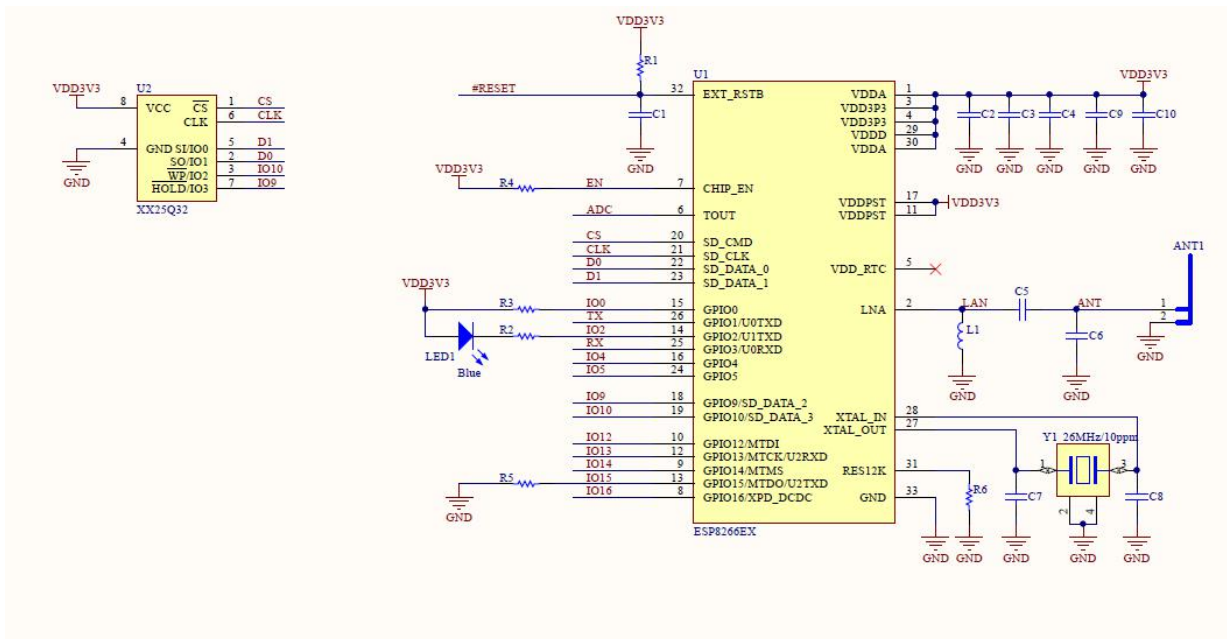 VDD3V3
R1
#RESET
C1
GND
U2
VDD3V3
8 VCC
CS 1 CS
CLK 6 CLK
4 GND
SI/IO0 5 D1
SO/IO1 2 D0
WP/IO2 3 IO10
HOLD/IO3 7 IO9
GND
XX25Q32
U1
32 EXT_RSTB
VDD3V3
R4 EN 7 CHIP_EN
ADC 6 TOUT
CS 20 SD_CMD
CLK 21 SD_CLK
D0 22 SD_DATA_0
D1 23 SD_DATA_1
VDD3V3
R3 IO0 15 GPIO0
TX 26 GPIO1/U0TXD
R2 IO2 14 GPIO2/U1TXD
RX 25 GPIO3/U0RXD
IO4 16 GPIO4
IO5 24 GPIO5
LED1
Blue
IO9 18 GPIO9/SD_DATA_2
IO10 19 GPIO10/SD_DATA_3
IO12 10 GPIO12/MTDI
IO13 12 GPIO13/MTCK/U2RXD
IO14 9 GPIO14/MTMS
R5 IO15 13 GPIO15/MTDO/U2TXD
IO16 8 GPIO16/XPD_DCDC
GND
ESP8266EX
VDDA 1
VDD3P3 3
VDD3P3 4
VDDD 29
VDDA 30
VDD3V3
C2 C3 C4 C9 C10
GND GND GND GND GND
VDDPST 17 VDD3V3
VDDPST 11
VDD_RTC 5
LNA 2 LAN C5 ANT 1
2
ANT1
L1
C6
GND
GND
GND
XTAL_IN 28
XTAL_OUT 27
Y1 26MHz/10ppm
1 3
2 4
C7
C8
RES12K 31
R6
GND 33
GND GND GND GND GND